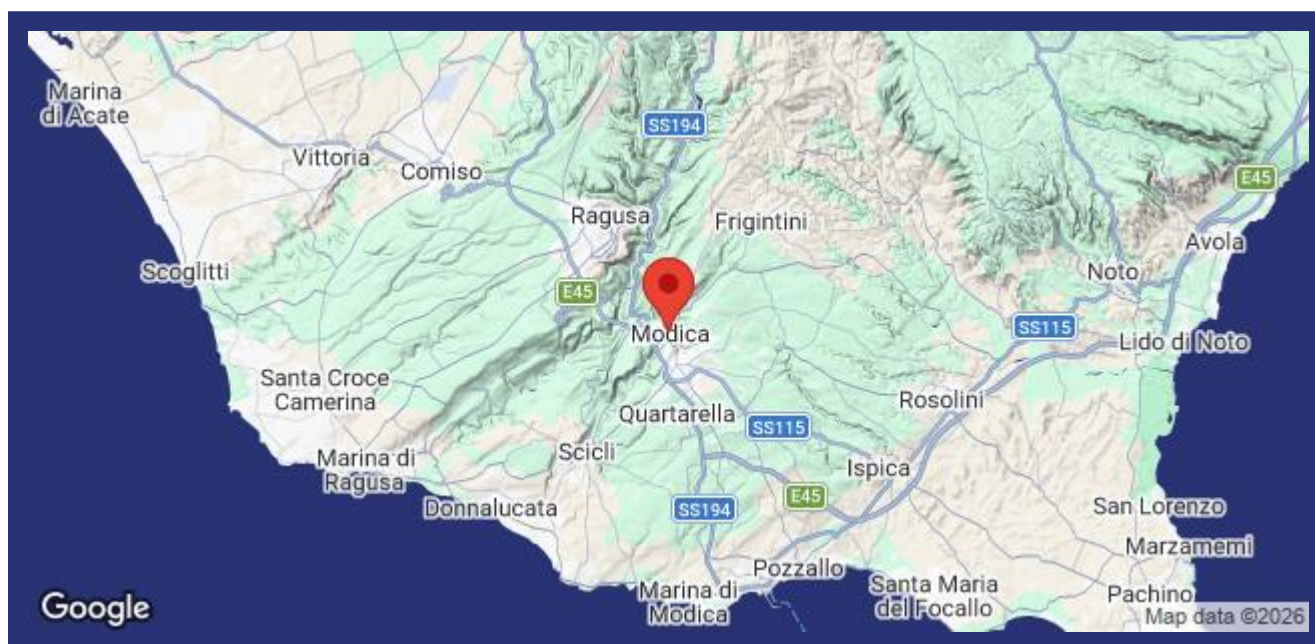 Marina
di Acate
SS194
Vittoria
Comiso
E45
Ragusa
Frigintini
Avola
Scoglitti
Noto
E45
SS115
Modica
Lido di Noto
Santa Croce
Camerina
Rosolini
Quartarella
SS115
Scicli
Marina di
Ragusa
Ispica
E45
Donnalucata
SS194
San Lorenzo
Marzamemi
Pozzallo
Marina di
Modica
Santa Maria
del Focallo
Pachino
Google
Map data ©2026